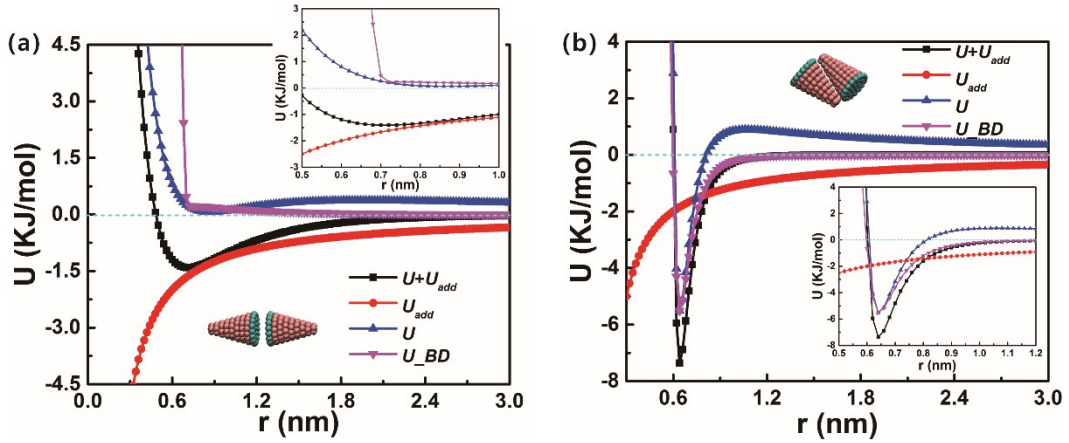 (a)
U (KJ/mol)
4.5
3.0
1.5
0.0
-1.5
-3.0
-4.5
0.0 0.6 1.2 1.8 2.4 3.0
r (nm)
U+Uadd
Uadd
U
U_BD
U (KJ/mol)
3
2
1
0
-1
-2
-3
0.5 0.6 0.7 0.8 0.9 1.0
r (nm)
(b)
U (KJ/mol)
4
2
0
-2
-4
-6
-8
0.6 1.2 1.8 2.4 3.0
r (nm)
U+Uadd
Uadd
U
U_BD
U (KJ/mol)
4
2
0
-2
-4
-6
-8
0.5 0.6 0.7 0.8 0.9 1.0 1.1 1.2
r (nm)